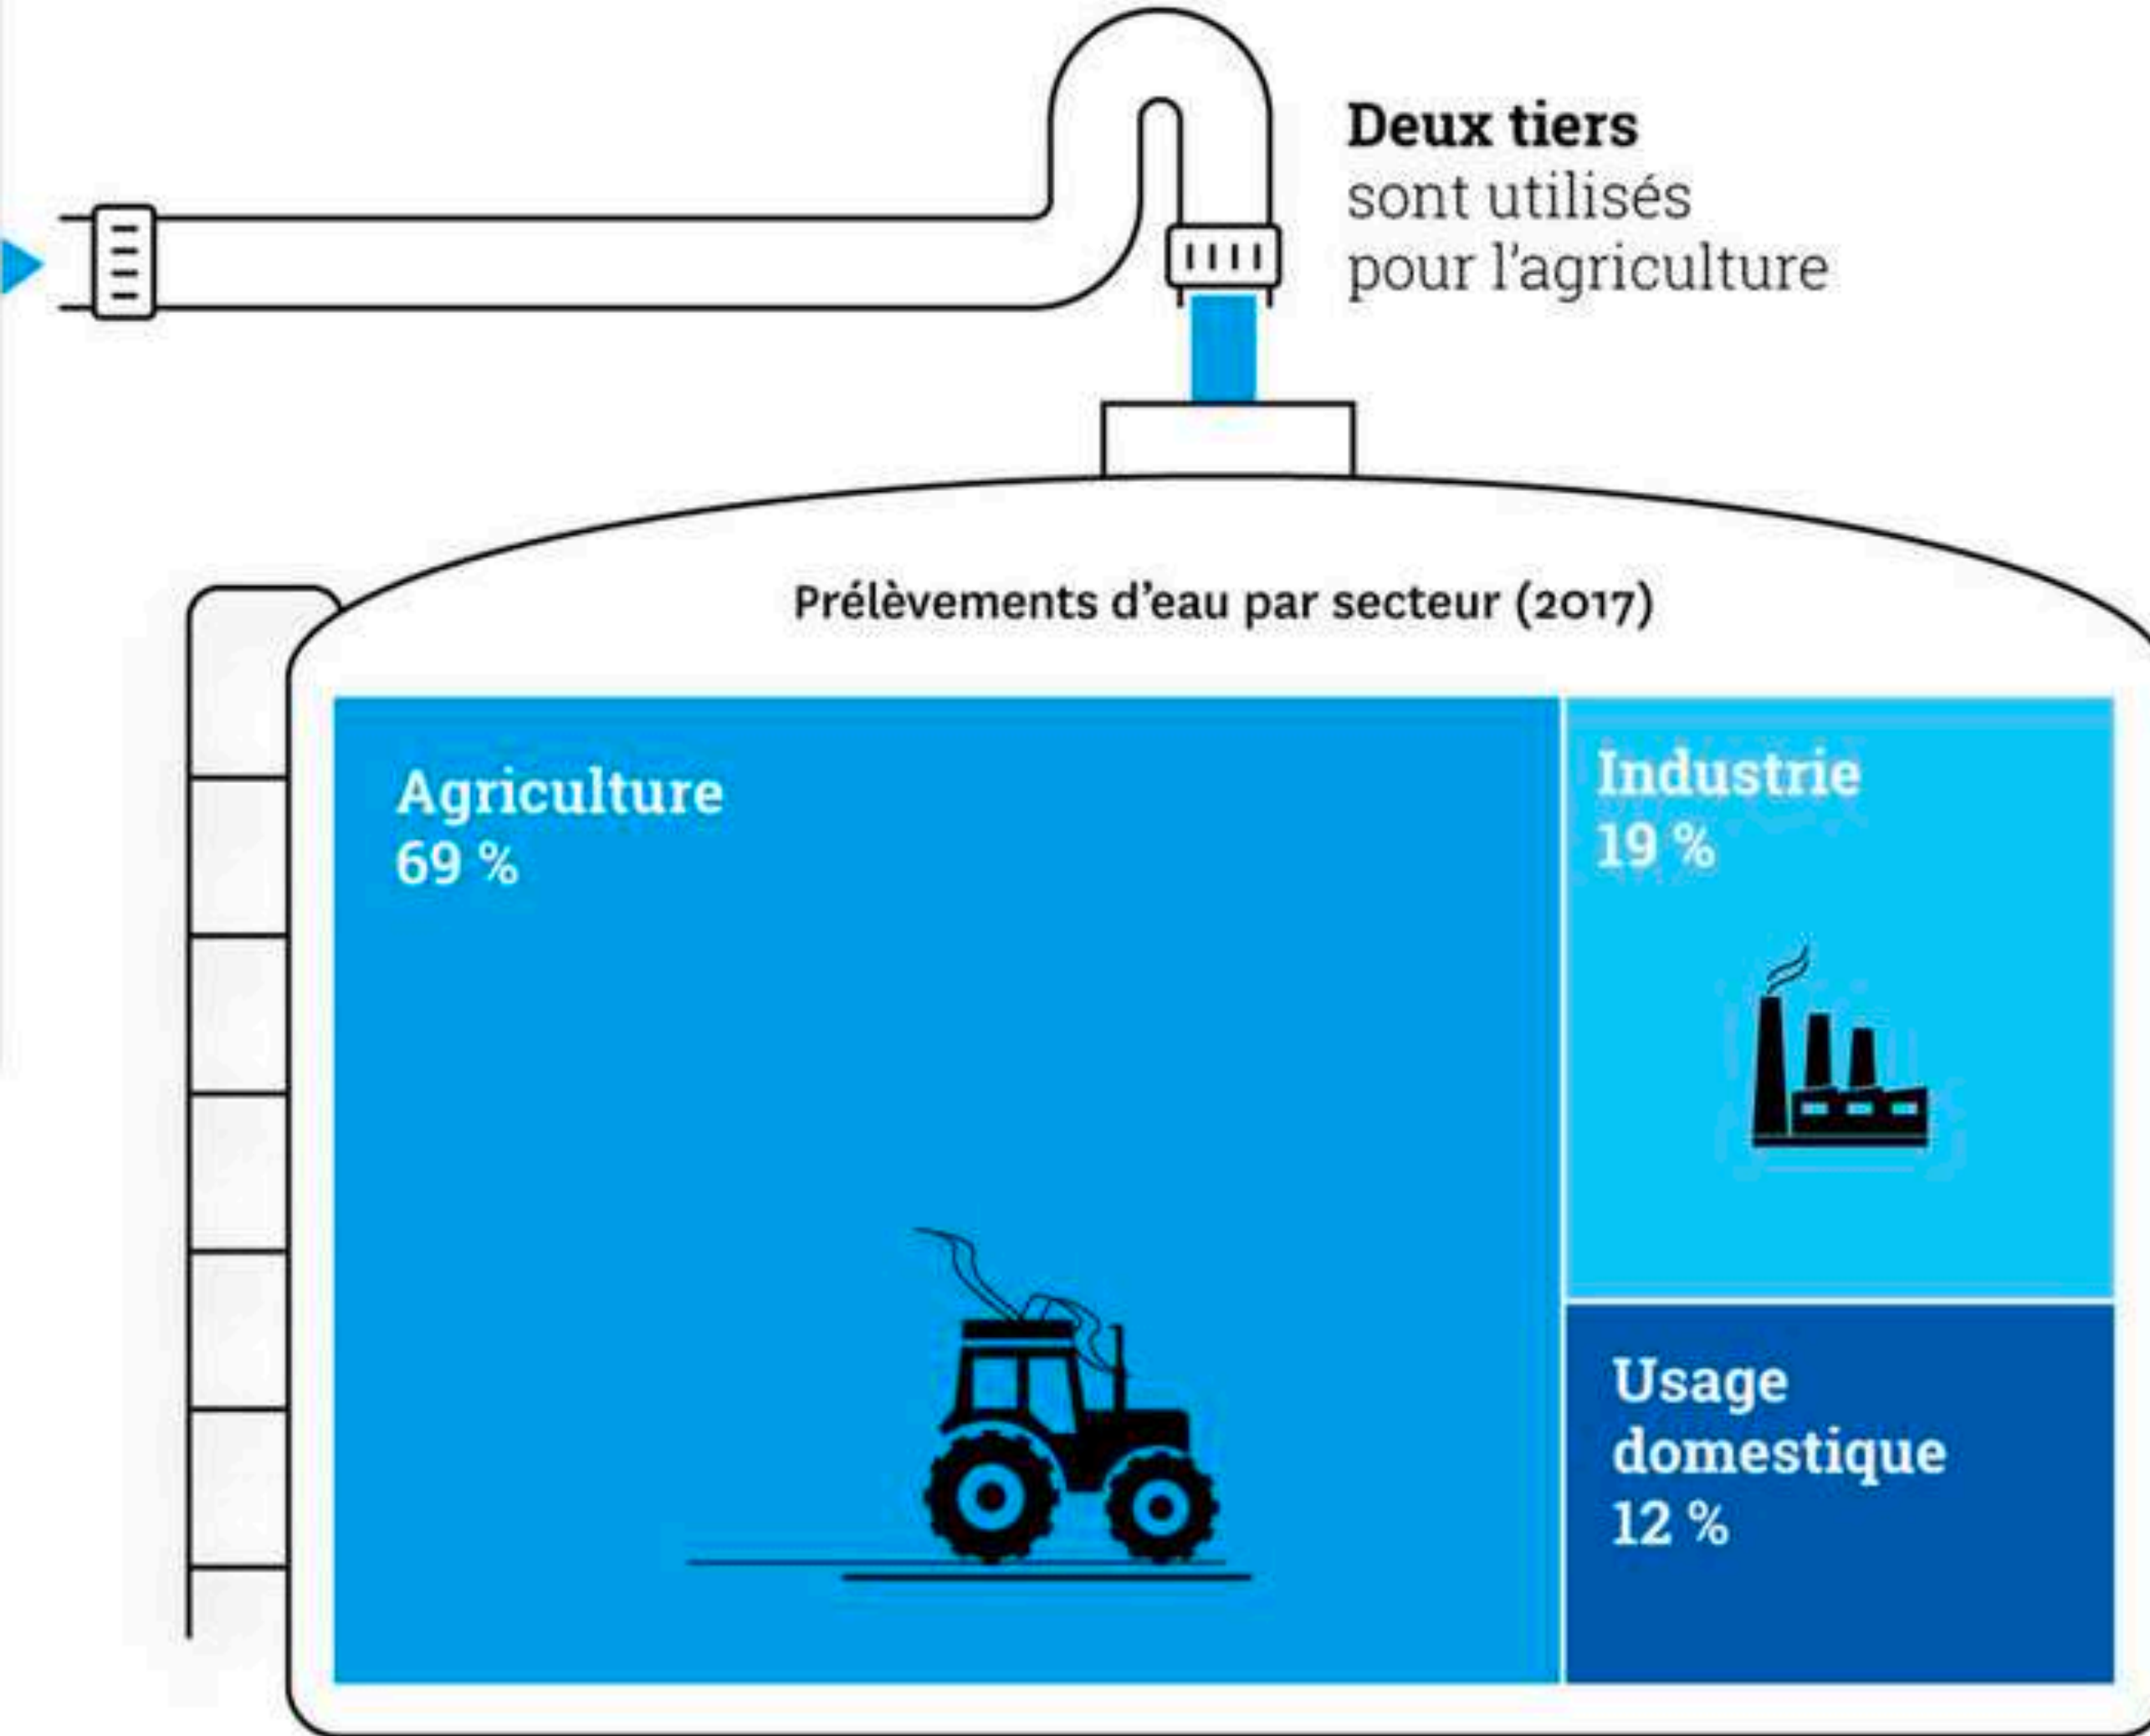 Deux tiers
sont utilisés
pour l'agriculture
Prélèvements d'eau par secteur (2017)
Agriculture
69 %
Industrie
19 %
Usage
domestique
12 %